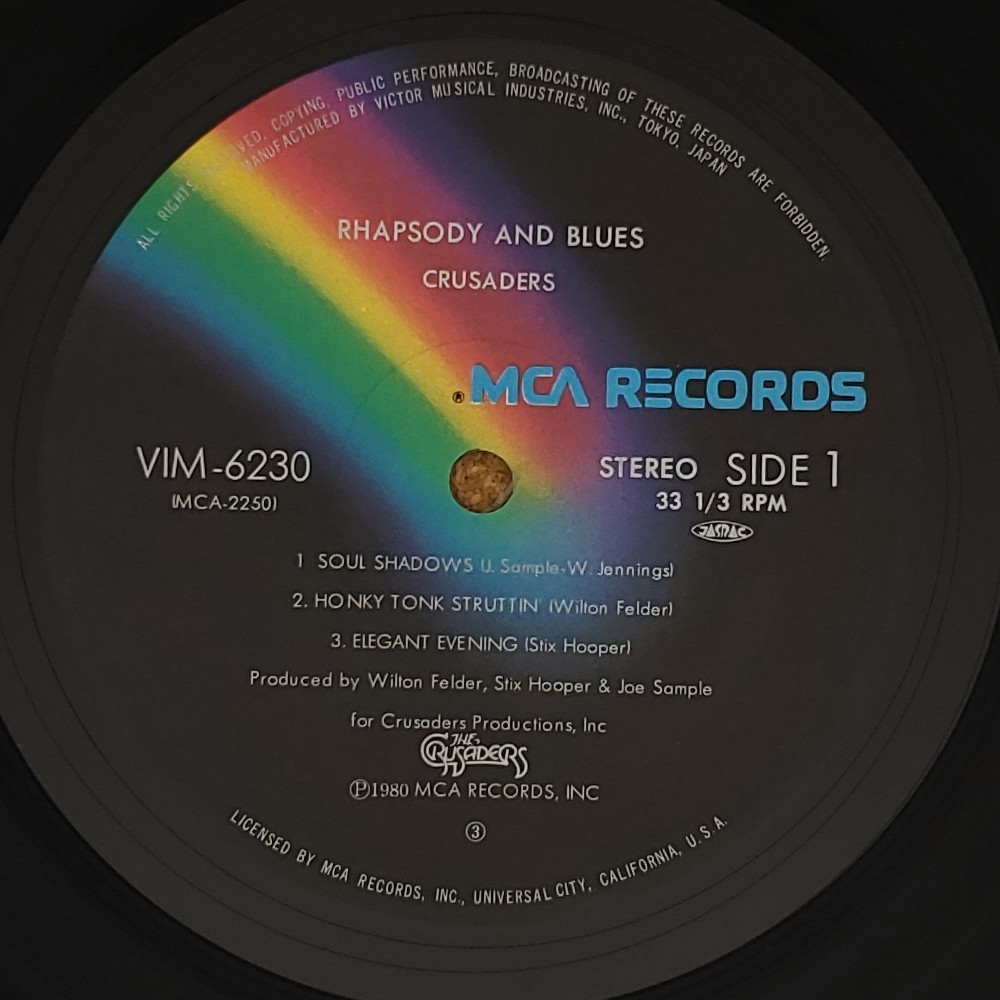 ALL RIGHTS RESERVED. COPYING, PUBLIC PERFORMANCE, BROADCASTING OF THESE RECORDS ARE FORBIDDEN.
MANUFACTURED BY VICTOR MUSICAL INDUSTRIES, INC., TOKYO, JAPAN
RHAPSODY AND BLUES
CRUSADERS
® MCA RECORDS
VIM-6230
(MCA-2250)
STEREO SIDE 1
33 1/3 RPM
JASRAC
1 SOUL SHADOWS (J. Sample-W. Jennings)
2. HONKY TONK STRUTTIN' (Wilton Felder)
3. ELEGANT EVENING (Stix Hooper)
Produced by Wilton Felder, Stix Hooper & Joe Sample
for Crusaders Productions, Inc
THE CRUSADERS
℗1980 MCA RECORDS, INC
③
LICENSED BY MCA RECORDS, INC., UNIVERSAL CITY, CALIFORNIA, U.S.A.